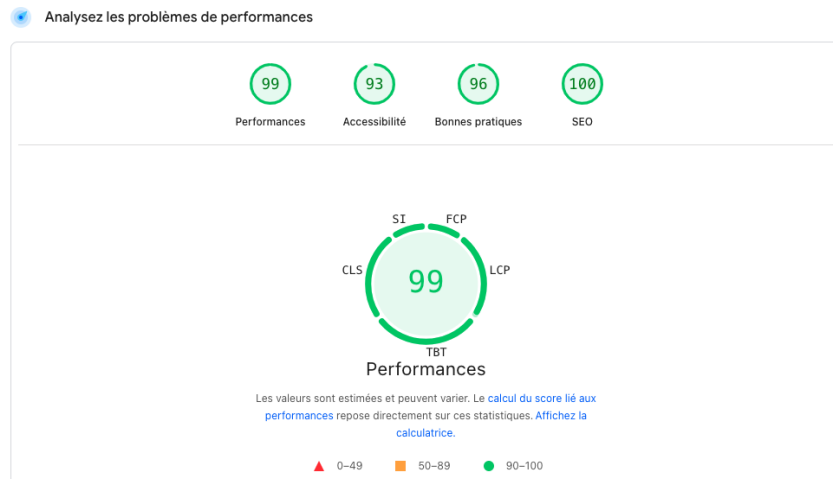 Analysez les problèmes de performances
99
93
96
100
Performances
Accessibilité
Bonnes pratiques
SEO
SI
FCP
CLS
LCP
99
TBT
Performances
Les valeurs sont estimées et peuvent varier. Le calcul du score lié aux
performances repose directement sur ces statistiques. Affichez la
calculatrice.
0–49
50–89
90–100